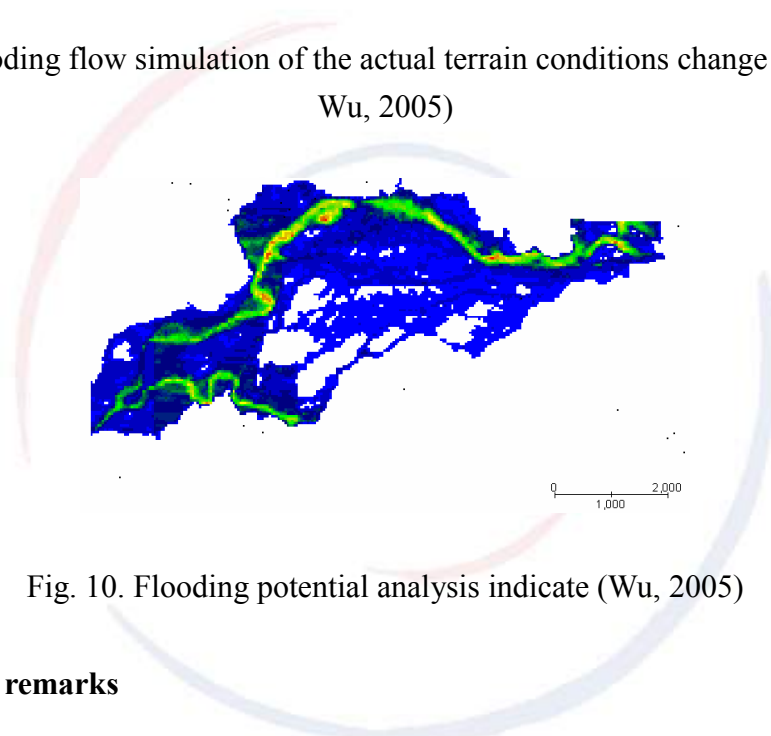 oding flow simulation of the actual terrain conditions change
Wu, 2005)
0 2,000
1,000
Fig. 10. Flooding potential analysis indicate (Wu, 2005)
remarks